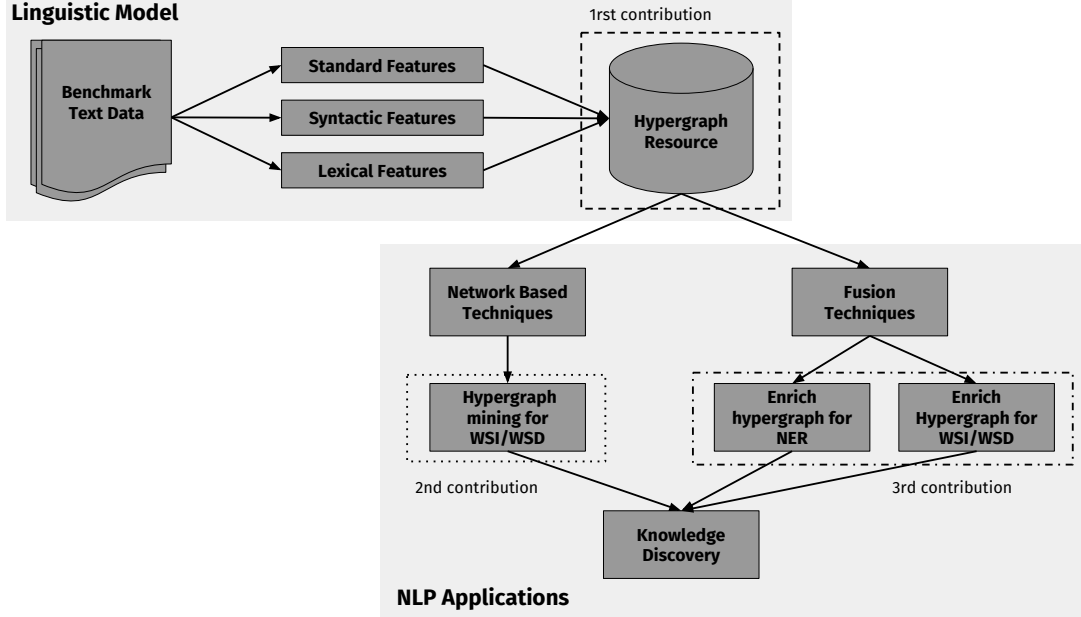 Linguistic Model
1rst contribution
Benchmark
Text Data
Standard Features
Syntactic Features
Lexical Features
Hypergraph
Resource
Network Based
Techniques
Fusion
Techniques
Hypergraph
mining for
WSI/WSD
Enrich
hypergraph for
NER
Enrich
Hypergraph for
WSI/WSD
2nd contribution
3rd contribution
Knowledge
Discovery
NLP Applications